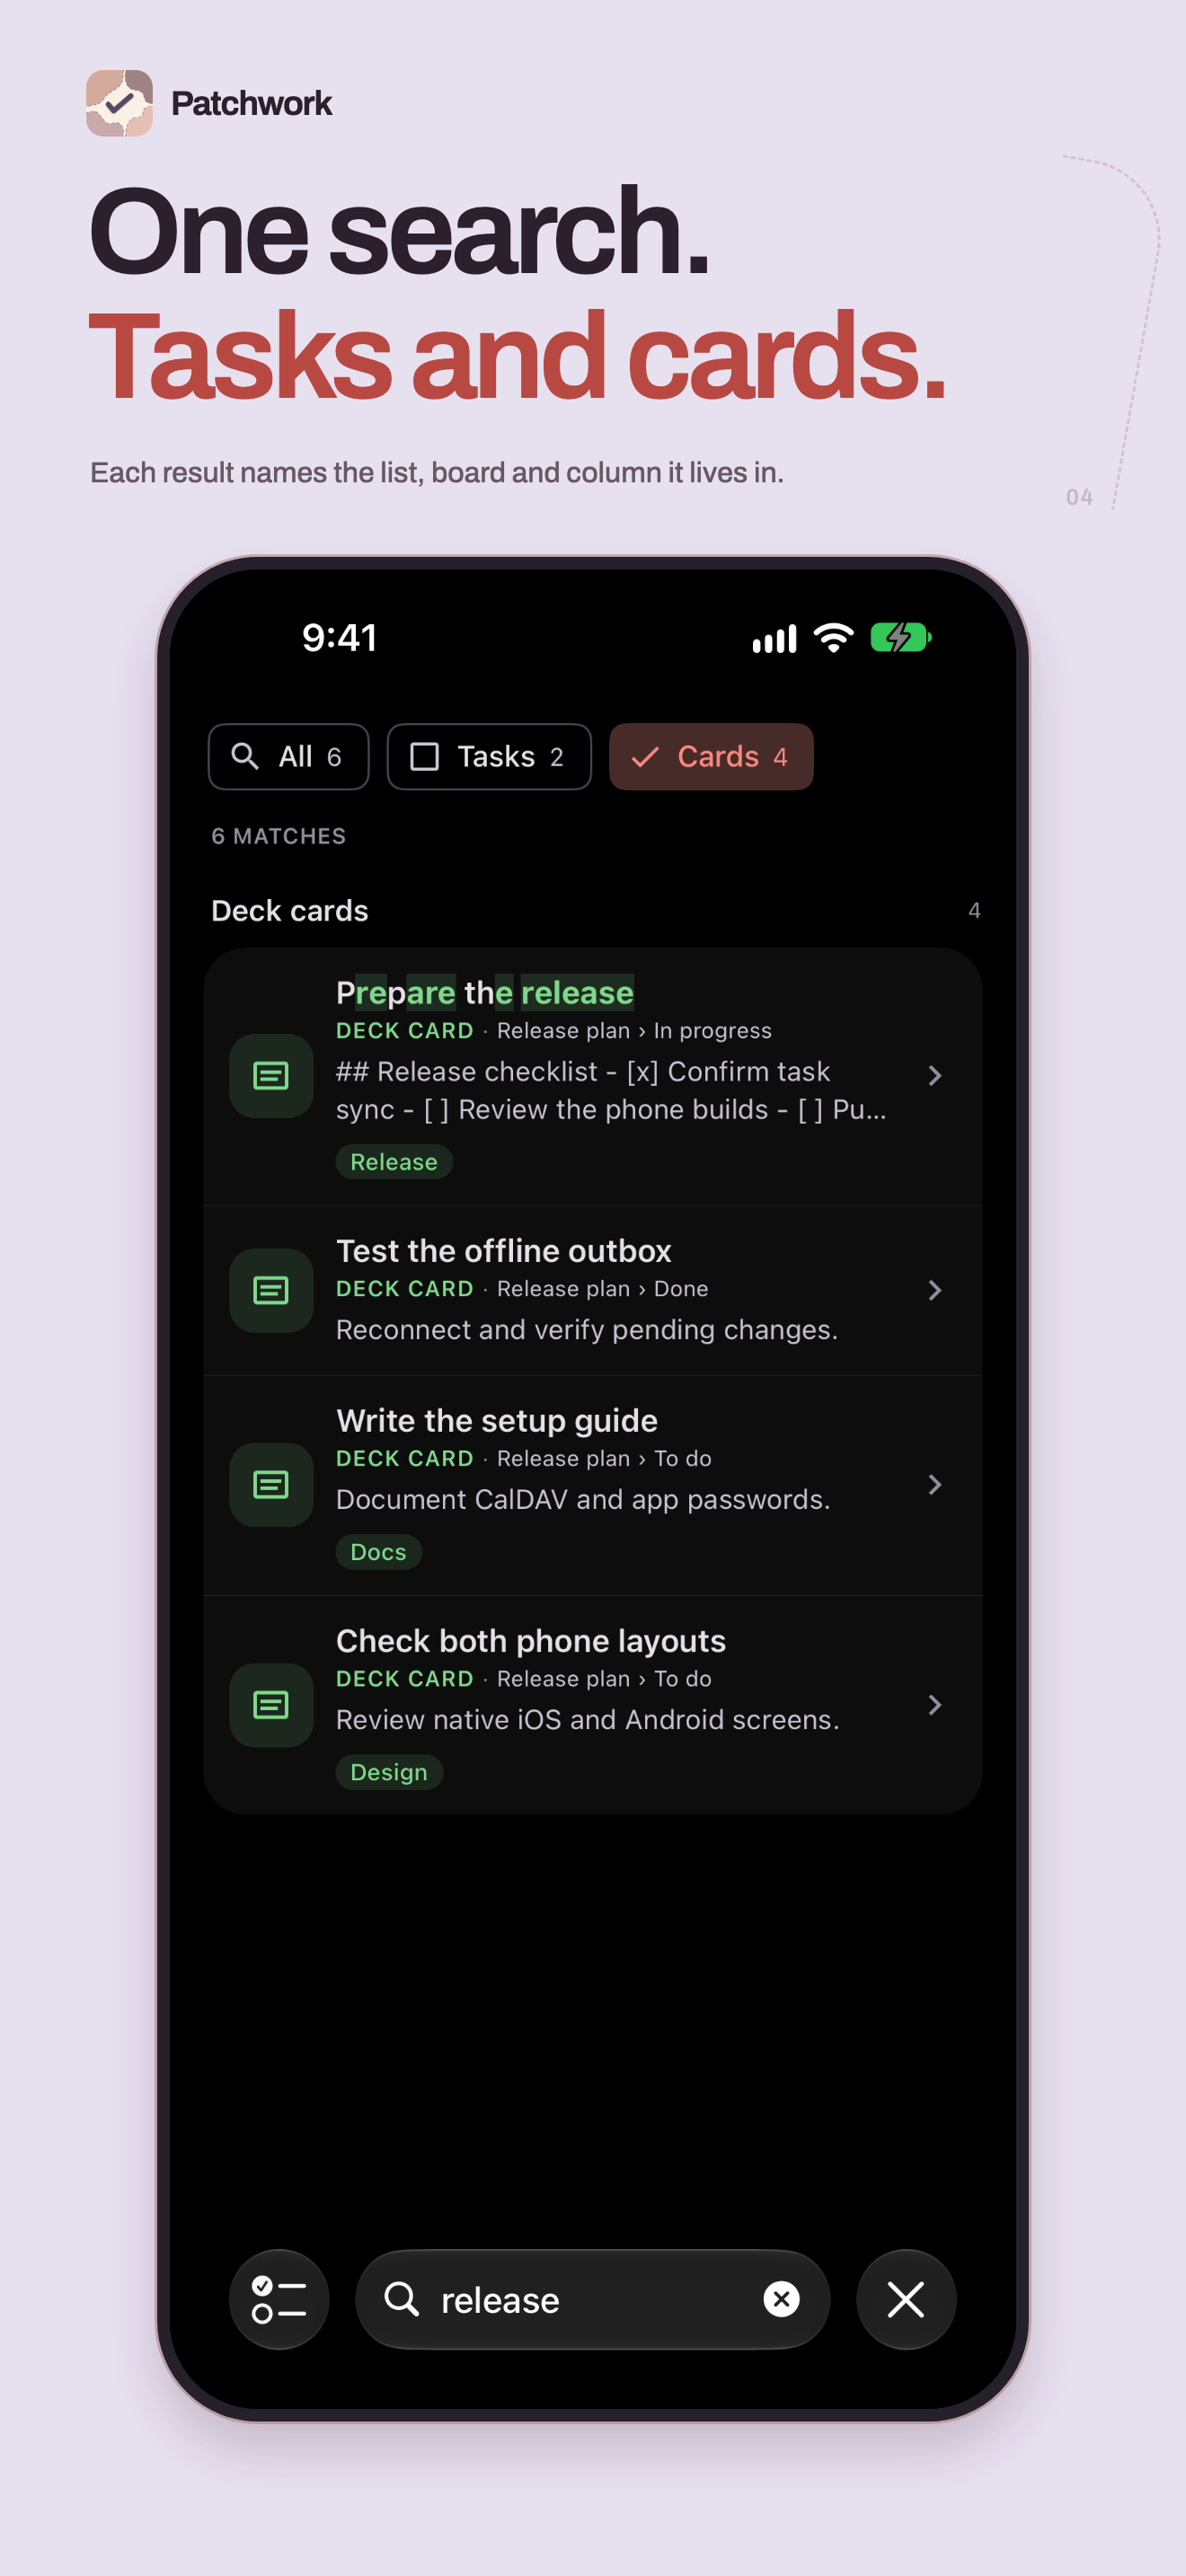 Patchwork
One search.
Tasks and cards.
Each result names the list, board and column it lives in.
04
9:41
All 6
Tasks 2
Cards 4
6 MATCHES
Deck cards 4
Prepare the release
DECK CARD · Release plan › In progress
## Release checklist - [x] Confirm task
sync - [ ] Review the phone builds - [ ] Pu...
Release
Test the offline outbox
DECK CARD · Release plan › Done
Reconnect and verify pending changes.
Write the setup guide
DECK CARD · Release plan › To do
Document CalDAV and app passwords.
Docs
Check both phone layouts
DECK CARD · Release plan › To do
Review native iOS and Android screens.
Design
release